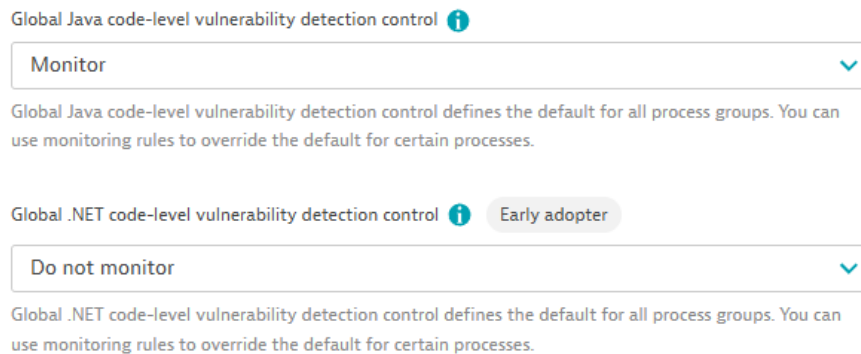 Global Java code-level vulnerability detection control
Monitor
Global Java code-level vulnerability detection control defines the default for all process groups. You can
use monitoring rules to override the default for certain processes.
Global .NET code-level vulnerability detection control Early adopter
Do not monitor
Global .NET code-level vulnerability detection control defines the default for all process groups. You can
use monitoring rules to override the default for certain processes.